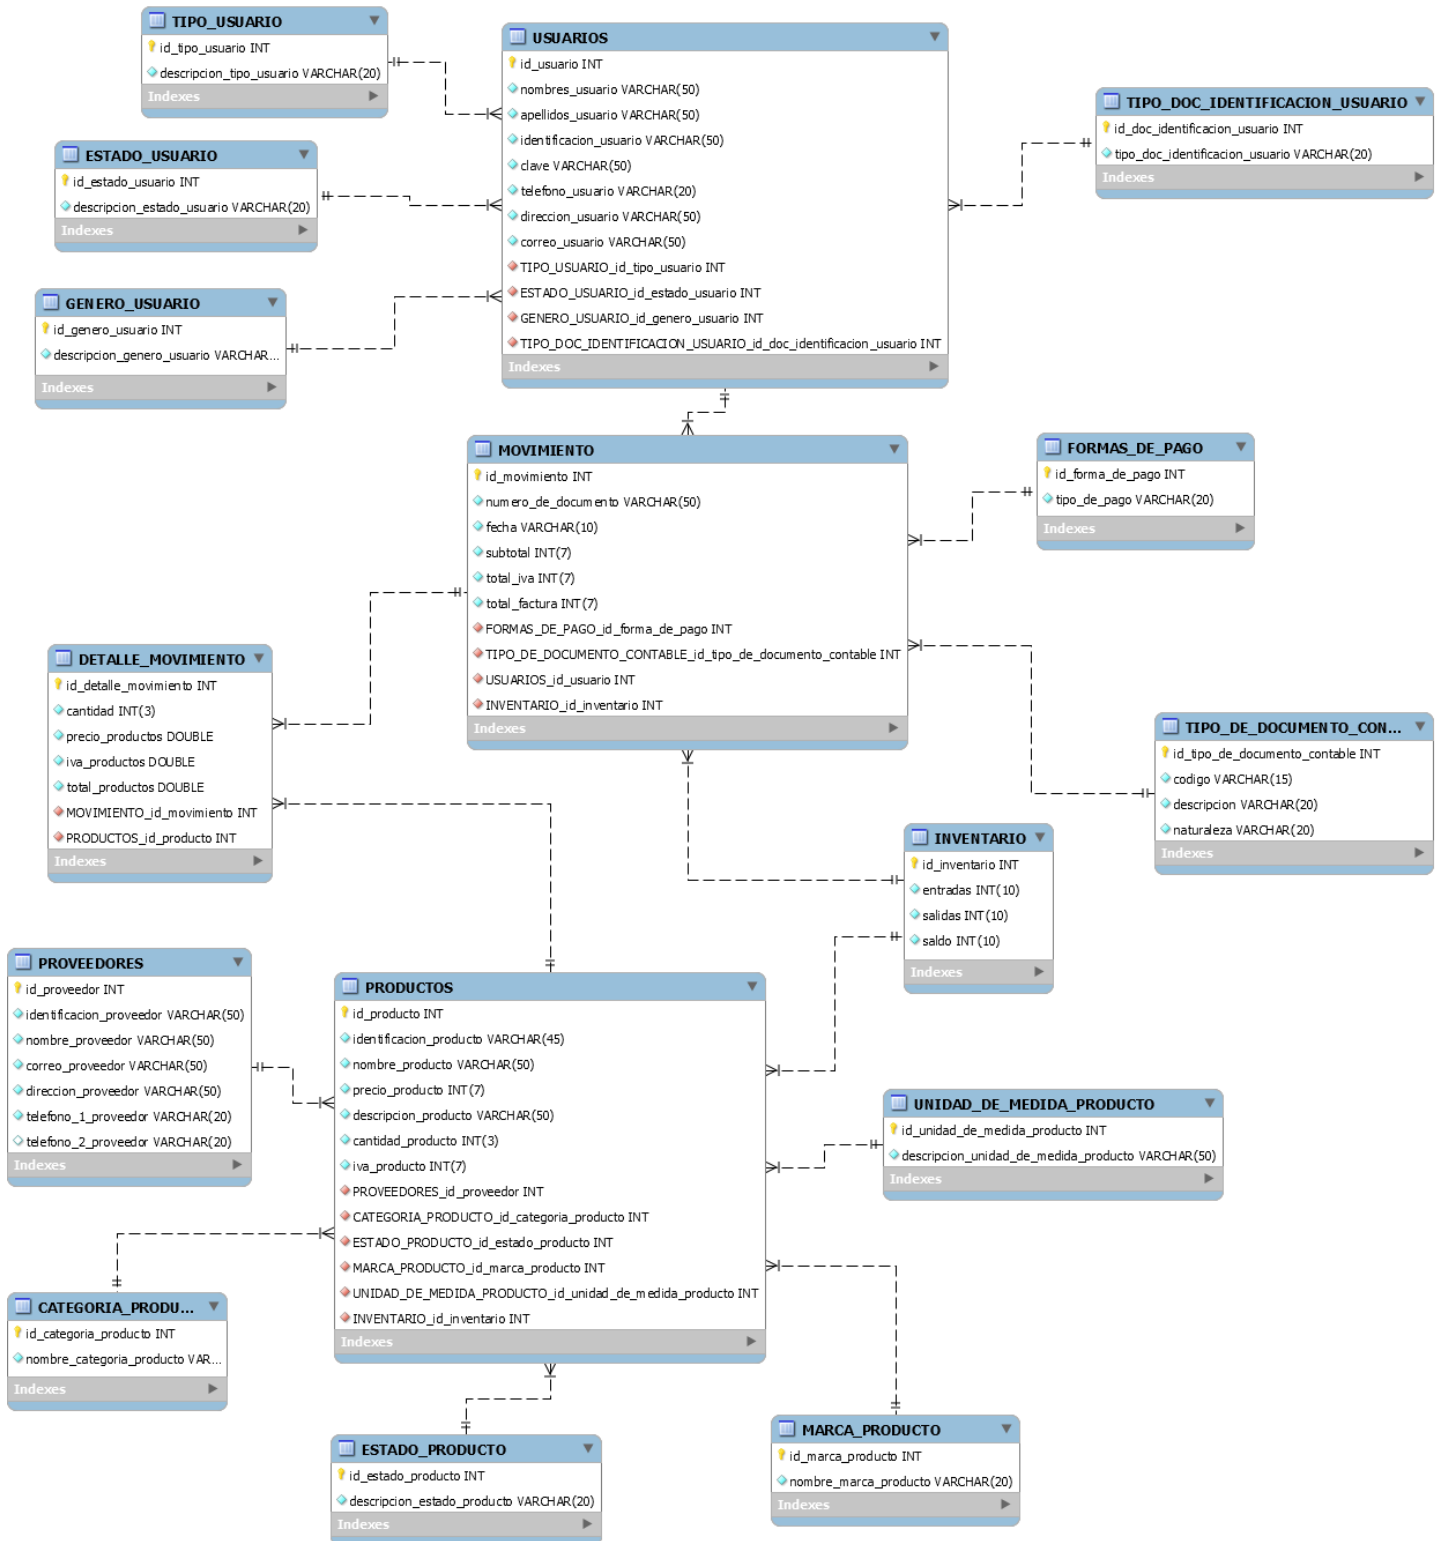 TIPO_USUARIO
id_tipo_usuario INT
descripcion_tipo_usuario VARCHAR(20)
Indexes
USUARIOS
id_usuario INT
nombres_usuario VARCHAR(50)
apellidos_usuario VARCHAR(50)
identificacion_usuario VARCHAR(50)
clave VARCHAR(50)
telefono_usuario VARCHAR(20)
direccion_usuario VARCHAR(50)
correo_usuario VARCHAR(50)
TIPO_USUARIO_id_tipo_usuario INT
ESTADO_USUARIO_id_estado_usuario INT
GENERO_USUARIO_id_genero_usuario INT
TIPO_DOC_IDENTIFICACION_USUARIO_id_doc_identificacion_usuario INT
Indexes
TIPO_DOC_IDENTIFICACION_USUARIO
id_doc_identificacion_usuario INT
tipo_doc_identificacion_usuario VARCHAR(20)
Indexes
ESTADO_USUARIO
id_estado_usuario INT
descripcion_estado_usuario VARCHAR(20)
Indexes
GENERO_USUARIO
id_genero_usuario INT
descripcion_genero_usuario VARCHAR...
Indexes
MOVIMIENTO
id_movimiento INT
numero_de_documento VARCHAR(50)
fecha VARCHAR(10)
subtotal INT(7)
total_iva INT(7)
total_factura INT(7)
FORMAS_DE_PAGO_id_forma_de_pago INT
TIPO_DE_DOCUMENTO_CONTABLE_id_tipo_de_documento_contable INT
USUARIOS_id_usuario INT
INVENTARIO_id_inventario INT
Indexes
FORMAS_DE_PAGO
id_forma_de_pago INT
tipo_de_pago VARCHAR(20)
Indexes
DETALLE_MOVIMIENTO
id_detalle_movimiento INT
cantidad INT(3)
precio_productos DOUBLE
iva_productos DOUBLE
total_productos DOUBLE
MOVIMIENTO_id_movimiento INT
PRODUCTOS_id_producto INT
Indexes
TIPO_DE_DOCUMENTO_CON...
id_tipo_de_documento_contable INT
codigo VARCHAR(15)
descripcion VARCHAR(20)
naturaleza VARCHAR(20)
Indexes
INVENTARIO
id_inventario INT
entradas INT(10)
salidas INT(10)
saldo INT(10)
Indexes
PROVEEDORES
id_proveedor INT
identificacion_proveedor VARCHAR(50)
nombre_proveedor VARCHAR(50)
correo_proveedor VARCHAR(50)
direccion_proveedor VARCHAR(50)
telefono_1_proveedor VARCHAR(20)
telefono_2_proveedor VARCHAR(20)
Indexes
PRODUCTOS
id_producto INT
identificacion_producto VARCHAR(45)
nombre_producto VARCHAR(50)
precio_producto INT(7)
descripcion_producto VARCHAR(50)
cantidad_producto INT(3)
iva_producto INT(7)
PROVEEDORES_id_proveedor INT
CATEGORIA_PRODUCTO_id_categoria_producto INT
ESTADO_PRODUCTO_id_estado_producto INT
MARCA_PRODUCTO_id_marca_producto INT
UNIDAD_DE_MEDIDA_PRODUCTO_id_unidad_de_medida_producto INT
INVENTARIO_id_inventario INT
Indexes
UNIDAD_DE_MEDIDA_PRODUCTO
id_unidad_de_medida_producto INT
descripcion_unidad_de_medida_producto VARCHAR(50)
Indexes
CATEGORIA_PRODU...
id_categoria_producto INT
nombre_categoria_producto VAR...
Indexes
ESTADO_PRODUCTO
id_estado_producto INT
descripcion_estado_producto VARCHAR(20)
Indexes
MARCA_PRODUCTO
id_marca_producto INT
nombre_marca_producto VARCHAR(20)
Indexes